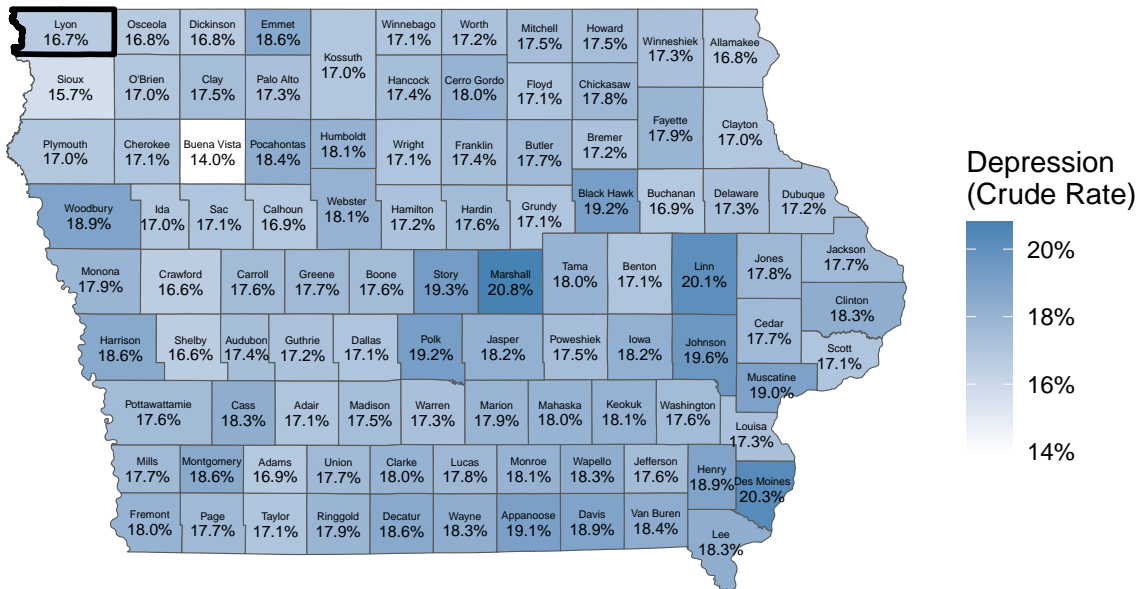 Lyon
16.7%
Osceola
16.8%
Dickinson
16.8%
Emmet
18.6%
Kossuth
17.0%
Winnebago
17.1%
Worth
17.2%
Mitchell
17.5%
Howard
17.5%
Winneshiek
17.3%
Allamakee
16.8%
Sioux
15.7%
O'Brien
17.0%
Clay
17.5%
Palo Alto
17.3%
Hancock
17.4%
Cerro Gordo
18.0%
Floyd
17.1%
Chickasaw
17.8%
Fayette
17.9%
Clayton
17.0%
Plymouth
17.0%
Cherokee
17.1%
Buena Vista
14.0%
Pocahontas
18.4%
Humboldt
18.1%
Wright
17.1%
Franklin
17.4%
Butler
17.7%
Bremer
17.2%
Woodbury
18.9%
Ida
17.0%
Sac
17.1%
Calhoun
16.9%
Webster
18.1%
Hamilton
17.2%
Hardin
17.6%
Grundy
17.1%
Black Hawk
19.2%
Buchanan
16.9%
Delaware
17.3%
Dubuque
17.2%
Monona
17.9%
Crawford
16.6%
Carroll
17.6%
Greene
17.7%
Boone
17.6%
Story
19.3%
Marshall
20.8%
Tama
18.0%
Benton
17.1%
Linn
20.1%
Jones
17.8%
Jackson
17.7%
Clinton
18.3%
Harrison
18.6%
Shelby
16.6%
Audubon
17.4%
Guthrie
17.2%
Dallas
17.1%
Polk
19.2%
Jasper
18.2%
Poweshiek
17.5%
Iowa
18.2%
Johnson
19.6%
Cedar
17.7%
Scott
17.1%
Muscatine
19.0%
Pottawattamie
17.6%
Cass
18.3%
Adair
17.1%
Madison
17.5%
Warren
17.3%
Marion
17.9%
Mahaska
18.0%
Keokuk
18.1%
Washington
17.6%
Louisa
17.3%
Mills
17.7%
Montgomery
18.6%
Adams
16.9%
Union
17.7%
Clarke
18.0%
Lucas
17.8%
Monroe
18.1%
Wapello
18.3%
Jefferson
17.6%
Henry
18.9%
Des Moines
20.3%
Fremont
18.0%
Page
17.7%
Taylor
17.1%
Ringgold
17.9%
Decatur
18.6%
Wayne
18.3%
Appanoose
19.1%
Davis
18.9%
Van Buren
18.4%
Lee
18.3%
Depression
(Crude Rate)
20%
18%
16%
14%